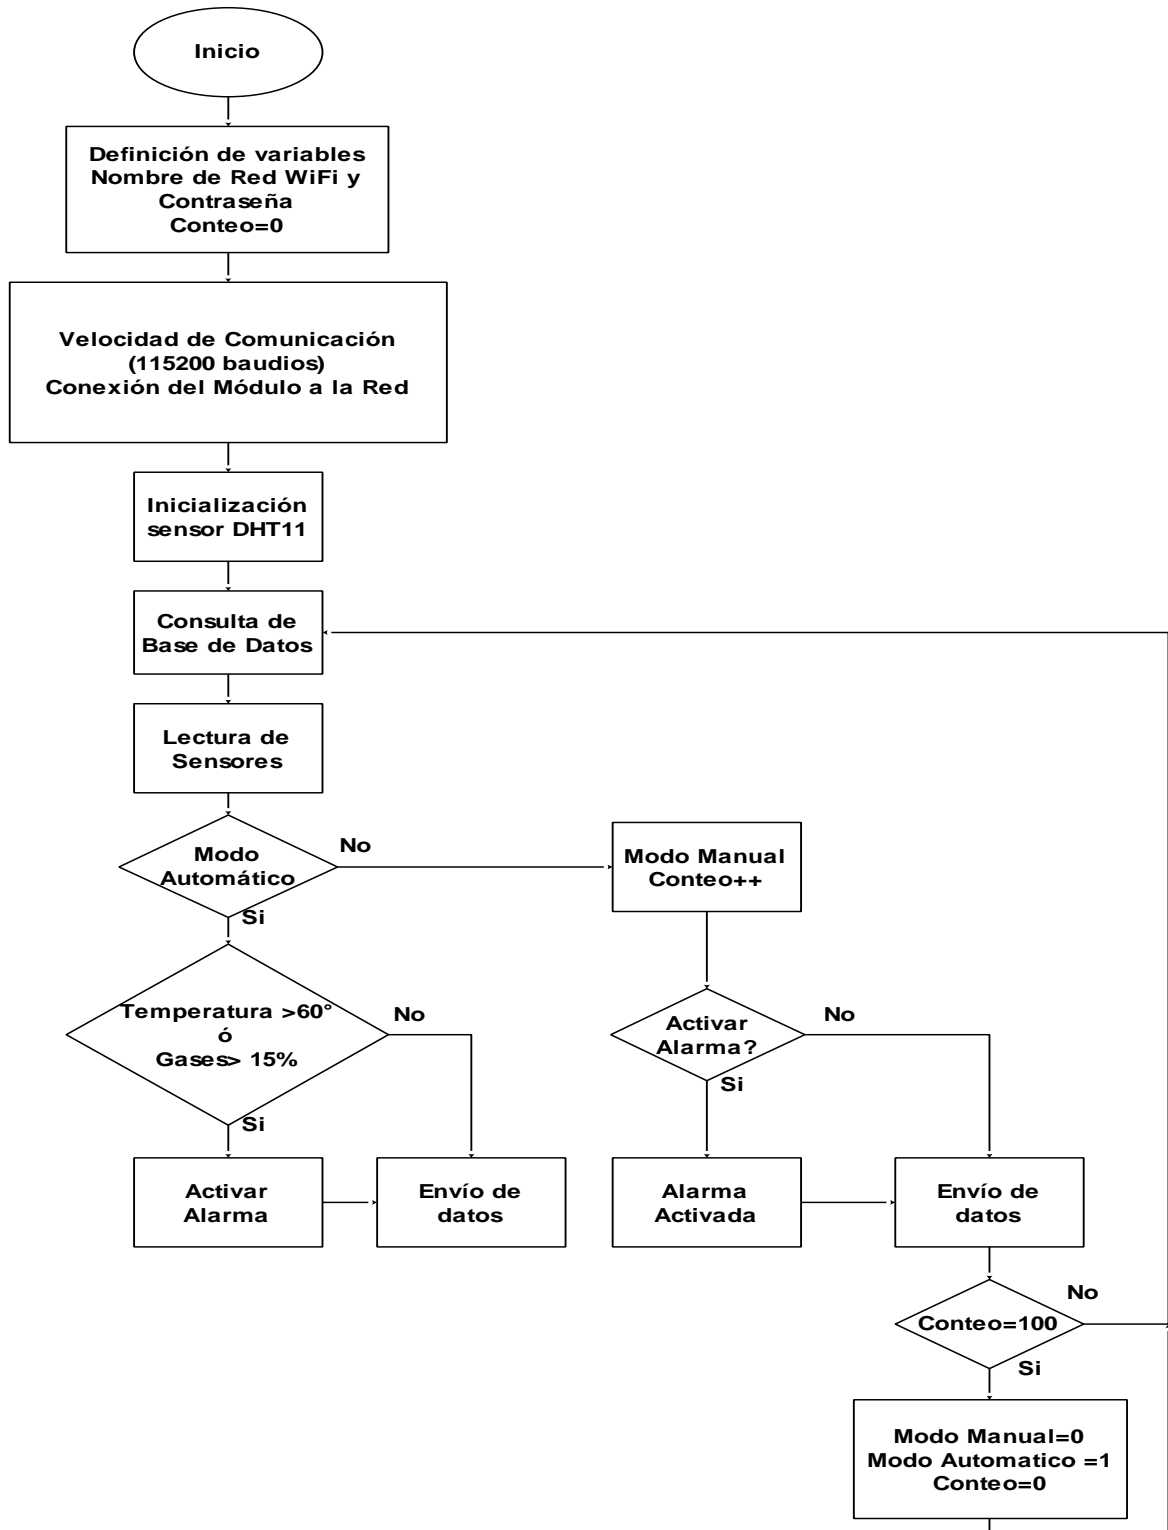 Inicio
Definición de variables
Nombre de Red WiFi y
Contraseña
Conteo=0
Velocidad de Comunicación
(115200 baudios)
Conexión del Módulo a la Red
Inicialización
sensor DHT11
Consulta de
Base de Datos
Lectura de
Sensores
Modo
Automático
No
Si
Modo Manual
Conteo++
Temperatura >60°
ó
Gases> 15%
No
Si
Activar
Alarma?
No
Si
Activar
Alarma
Envío de
datos
Alarma
Activada
Envío de
datos
Conteo=100
No
Si
Modo Manual=0
Modo Automatico =1
Conteo=0